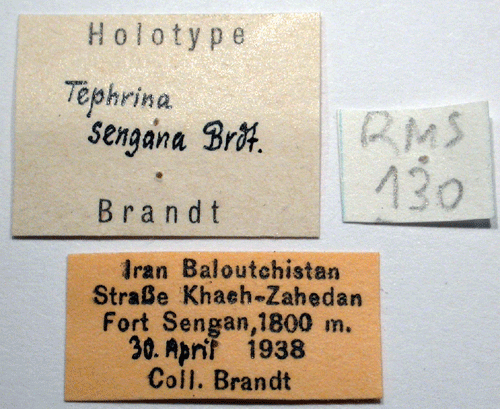 Holotype
Tephrina
sengana Brdt.
Brandt
RMS
130
Iran Baloutchistan
Straße Khach-Zahedan
Fort Sengan, 1800 m.
30. April 1938
Coll. Brandt